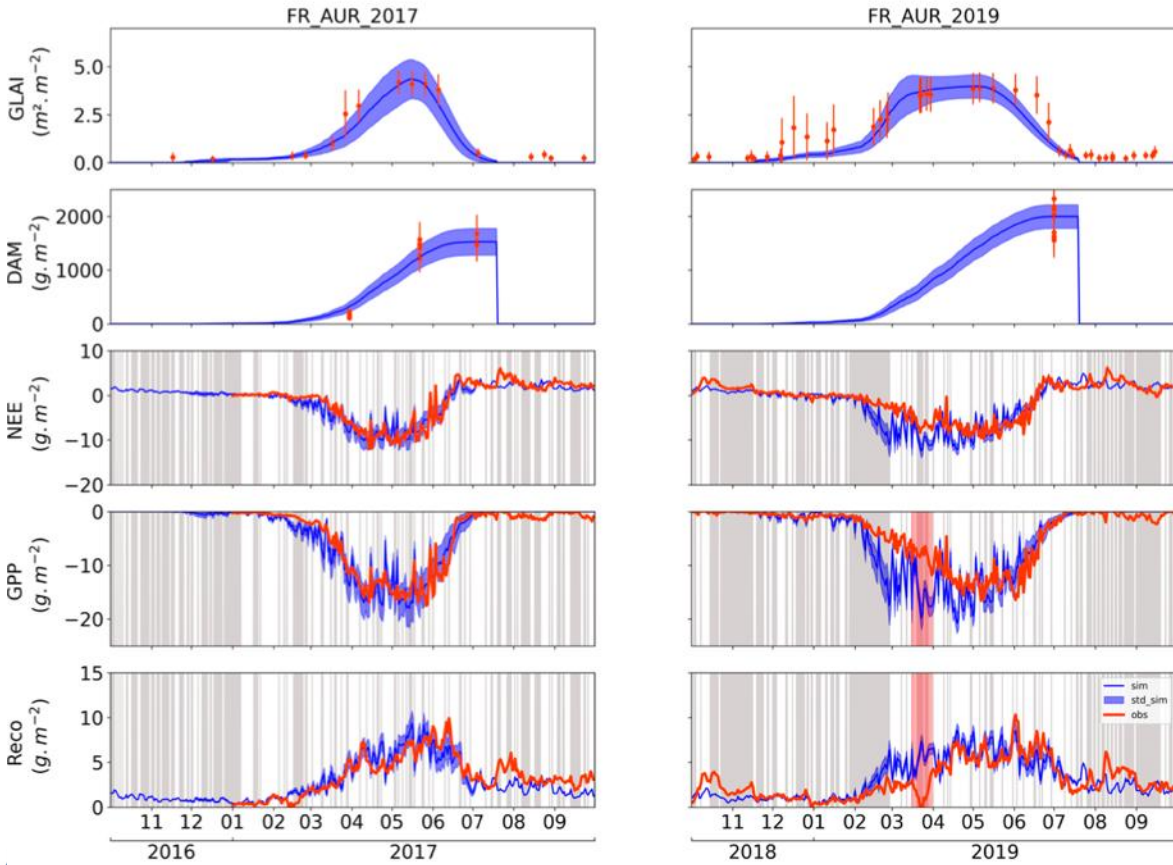 FR_AUR_2017 FR_AUR_2019
GLAI
(m². m⁻²)
5.0
2.5
0.0
DAM
(g. m⁻²)
2000
1000
0
NEE
(g. m⁻²)
10
0
−10
−20
GPP
(g. m⁻²)
0
−10
−20
Reco
(g. m⁻²)
15
10
5
0
sim
std_sim
obs
11 12 01 02 03 04 05 06 07 08 09 11 12 01 02 03 04 05 06 07 08 09
2016 2017 2018 2019